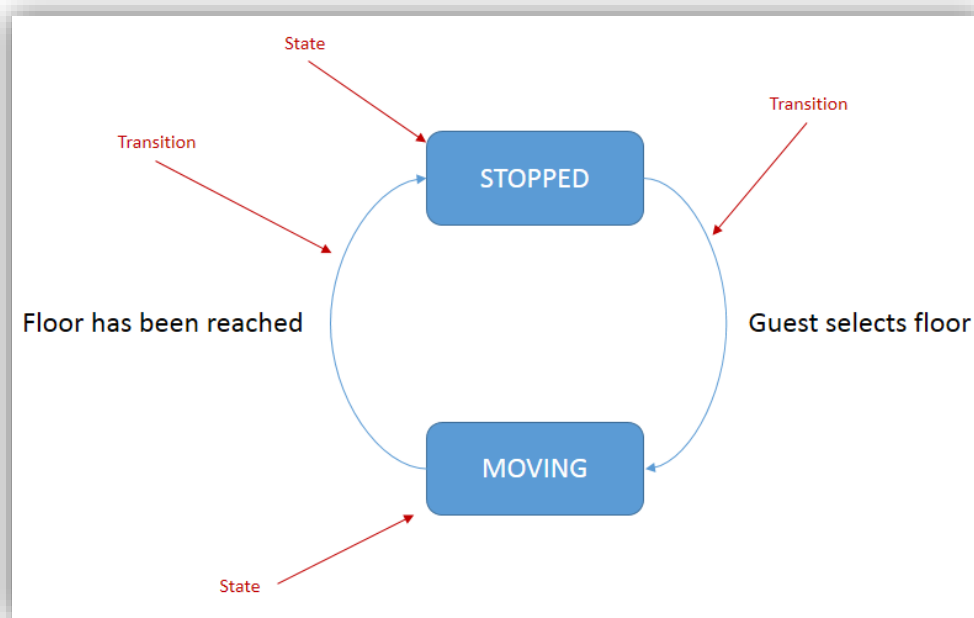 State
Transition
Transition
STOPPED
Floor has been reached
Guest selects floor
MOVING
State